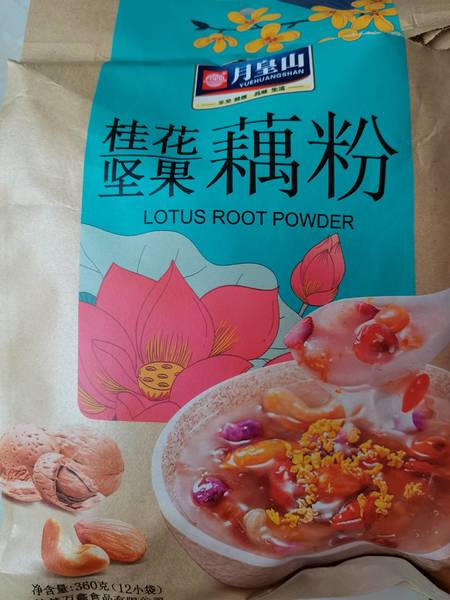 月皇山
YUEHUANGSHAN
桂花
坚果
藕粉
LOTUS ROOT POWDER
净含量:360克(12小袋)